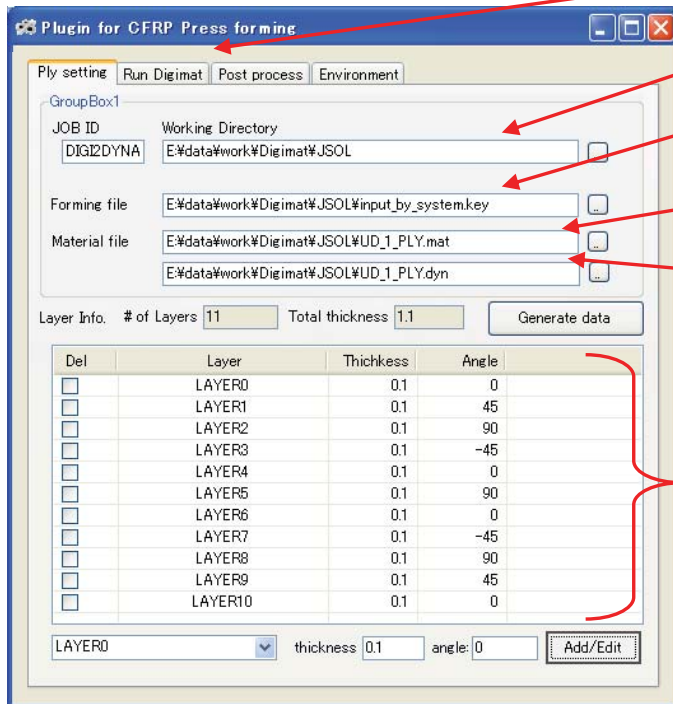 Plugin for CFRP Press forming
Ply setting Run Digimat Post process Environment
GroupBox1
JOB ID Working Directory
DIGI2DYNA E:¥data¥work¥Digimat¥JSOL
Forming file E:¥data¥work¥Digimat¥JSOL¥input_by_system.key ..
Material file E:¥data¥work¥Digimat¥JSOL¥UD_1_PLY.mat ..
E:¥data¥work¥Digimat¥JSOL¥UD_1_PLY.dyn ..
Layer Info. # of Layers 11 Total thickness 1.1 Generate data
Del Layer Thichkess Angle
LAYER0 0.1 0
LAYER1 0.1 45
LAYER2 0.1 90
LAYER3 0.1 -45
LAYER4 0.1 0
LAYER5 0.1 90
LAYER6 0.1 0
LAYER7 0.1 -45
LAYER8 0.1 90
LAYER9 0.1 45
LAYER10 0.1 0
LAYER0 thickness 0.1 angle: 0 Add/Edit